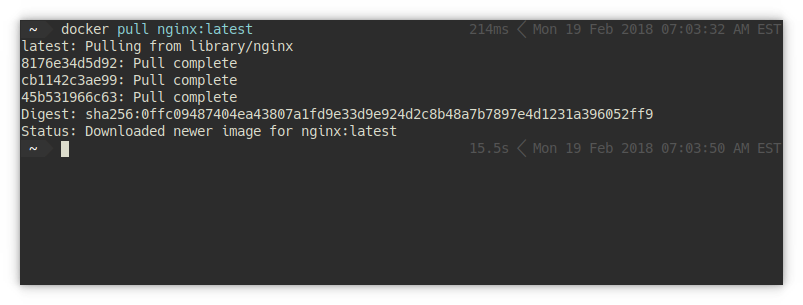 ~ docker pull nginx:latest 214ms Mon 19 Feb 2018 07:03:32 AM EST
latest: Pulling from library/nginx
8176e34d5d92: Pull complete
cb1142c3ae99: Pull complete
45b531966c63: Pull complete
Digest: sha256:0ffc09487404ea43807a1fd9e33d9e924d2c8b48a7b7897e4d1231a396052ff9
Status: Downloaded newer image for nginx:latest
~ 15.5s Mon 19 Feb 2018 07:03:50 AM EST